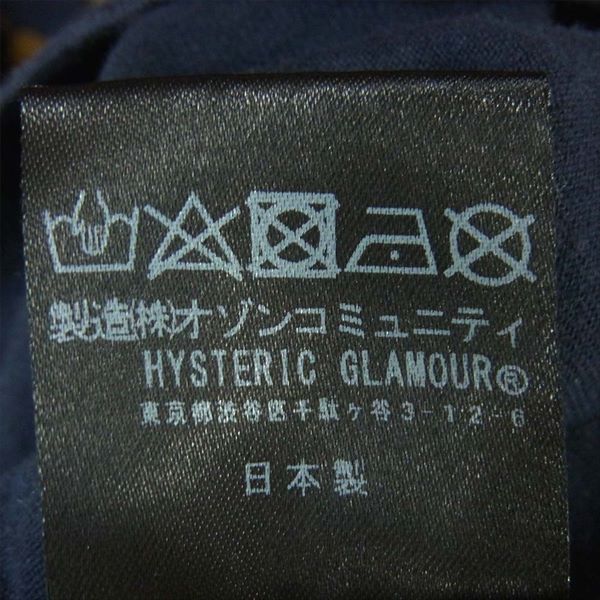 製造(株)オゾンコミュニティ
HYSTERIC GLAMOUR®
東京都渋谷区千駄ヶ谷3-12-6
日本製